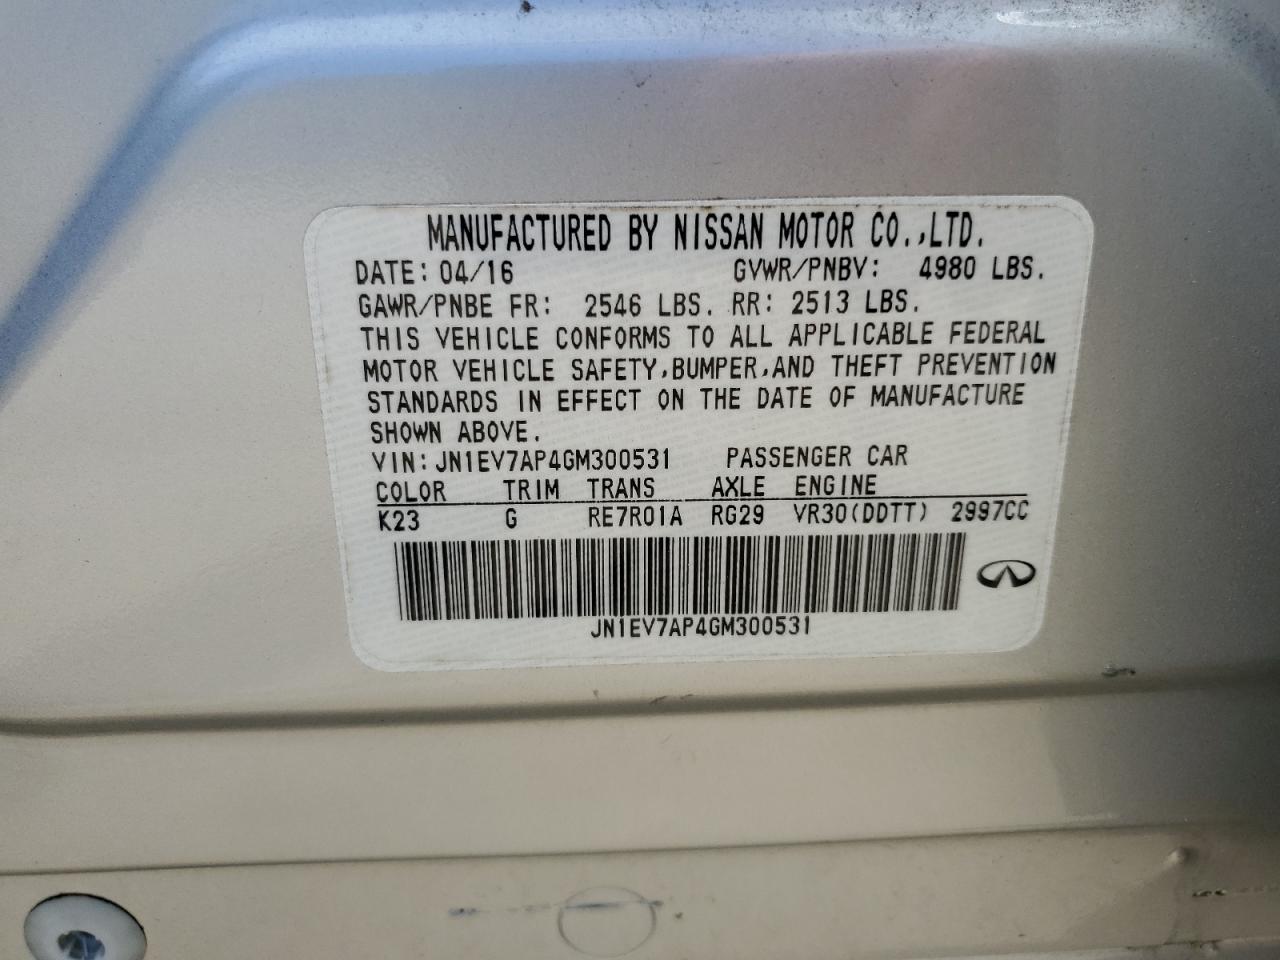 MANUFACTURED BY NISSAN MOTOR CO.,LTD.
DATE: 04/16 GVWR/PNBV: 4980 LBS.
GAWR/PNBE FR: 2546 LBS. RR: 2513 LBS.
THIS VEHICLE CONFORMS TO ALL APPLICABLE FEDERAL
MOTOR VEHICLE SAFETY,BUMPER,AND THEFT PREVENTION
STANDARDS IN EFFECT ON THE DATE OF MANUFACTURE
SHOWN ABOVE.
VIN: JN1EV7AP4GM300531 PASSENGER CAR
COLOR TRIM TRANS AXLE ENGINE
K23 G RE7R01A RG29 VR30(DDTT) 2997CC
JN1EV7AP4GM300531